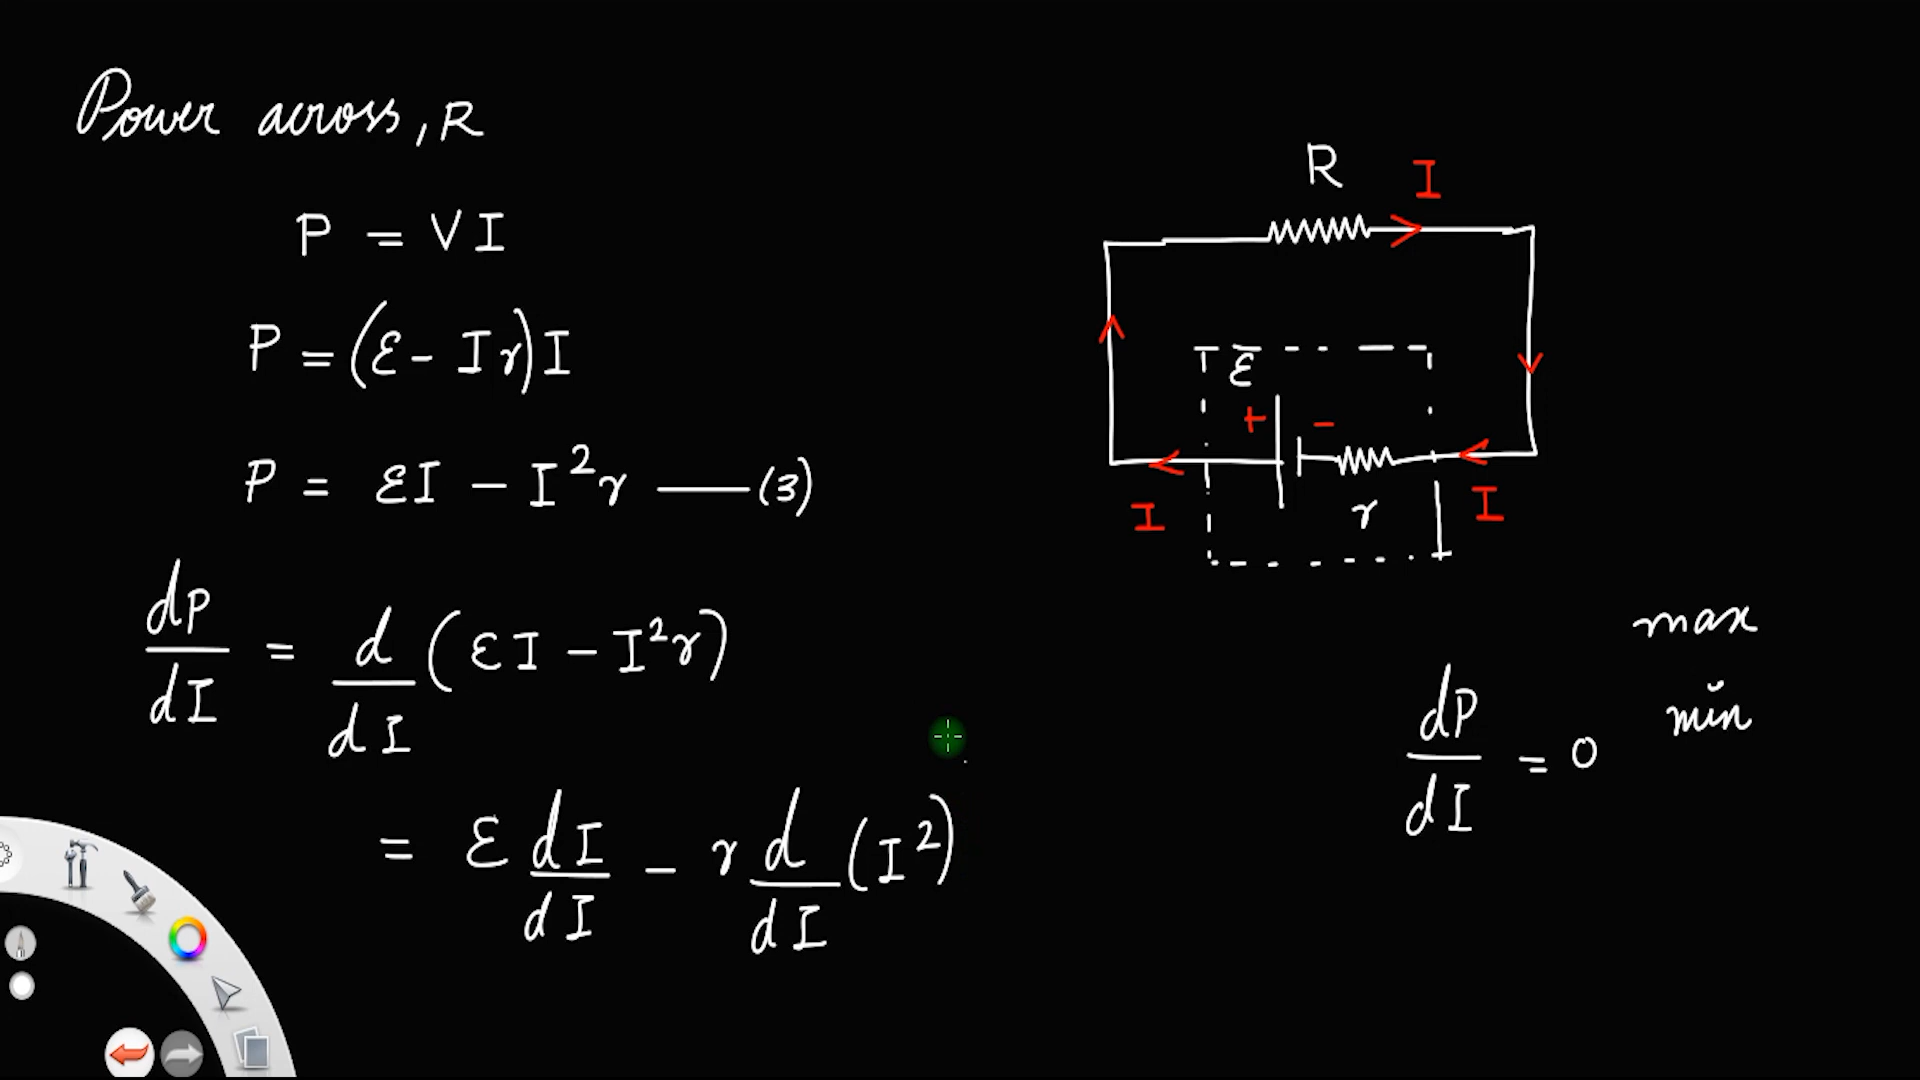 Power across, R
P = VI
P = (ε - Ir)I
P = εI - I²r —— (3)
dP/dI = d/dI (εI - I²r)
= ε dI/dI - r d/dI (I²)
R
I
ε
+ -
r
I
I
max
min
dP/dI = 0